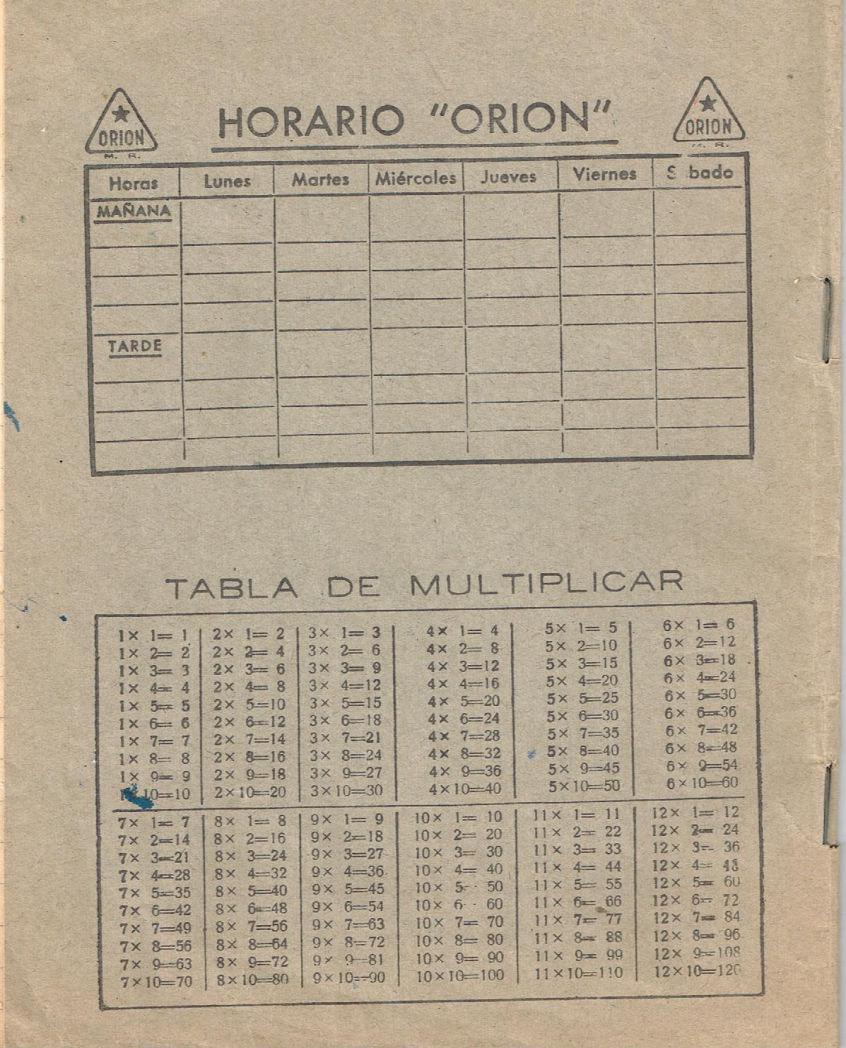 ORION
M. R.
HORARIO "ORION"
ORION
M. R.
Horas Lunes Martes Miércoles Jueves Viernes S bado
MAÑANA
TARDE
TABLA DE MULTIPLICAR
1× 1= 1 2× 1= 2 3× 1= 3 4× 1= 4 5× 1= 5 6× 1= 6
1× 2= 2 2× 2= 4 3× 2= 6 4× 2= 8 5× 2=10 6× 2=12
1× 3= 3 2× 3= 6 3× 3= 9 4× 3=12 5× 3=15 6× 3=18
1× 4= 4 2× 4= 8 3× 4=12 4× 4=16 5× 4=20 6× 4=24
1× 5= 5 2× 5=10 3× 5=15 4× 5=20 5× 5=25 6× 5=30
1× 6= 6 2× 6=12 3× 6=18 4× 6=24 5× 6=30 6× 6=36
1× 7= 7 2× 7=14 3× 7=21 4× 7=28 5× 7=35 6× 7=42
1× 8= 8 2× 8=16 3× 8=24 4× 8=32 5× 8=40 6× 8=48
1× 9= 9 2× 9=18 3× 9=27 4× 9=36 5× 9=45 6× 9=54
10=10 2×10=20 3×10=30 4×10=40 5×10=50 6×10=60
7× 1= 7 8× 1= 8 9× 1= 9 10× 1= 10 11× 1= 11 12× 1= 12
7× 2=14 8× 2=16 9× 2=18 10× 2= 20 11× 2= 22 12× 2= 24
7× 3=21 8× 3=24 9× 3=27 10× 3= 30 11× 3= 33 12× 3= 36
7× 4=28 8× 4=32 9× 4=36 10× 4= 40 11× 4= 44 12× 4= 48
7× 5=35 8× 5=40 9× 5=45 10× 5= 50 11× 5= 55 12× 5= 60
7× 6=42 8× 6=48 9× 6=54 10× 6= 60 11× 6= 66 12× 6= 72
7× 7=49 8× 7=56 9× 7=63 10× 7= 70 11× 7= 77 12× 7= 84
7× 8=56 8× 8=64 9× 8=72 10× 8= 80 11× 8= 88 12× 8= 96
7× 9=63 8× 9=72 9× 9=81 10× 9= 90 11× 9= 99 12× 9=108
7×10=70 8×10=80 9×10=90 10×10=100 11×10=110 12×10=120